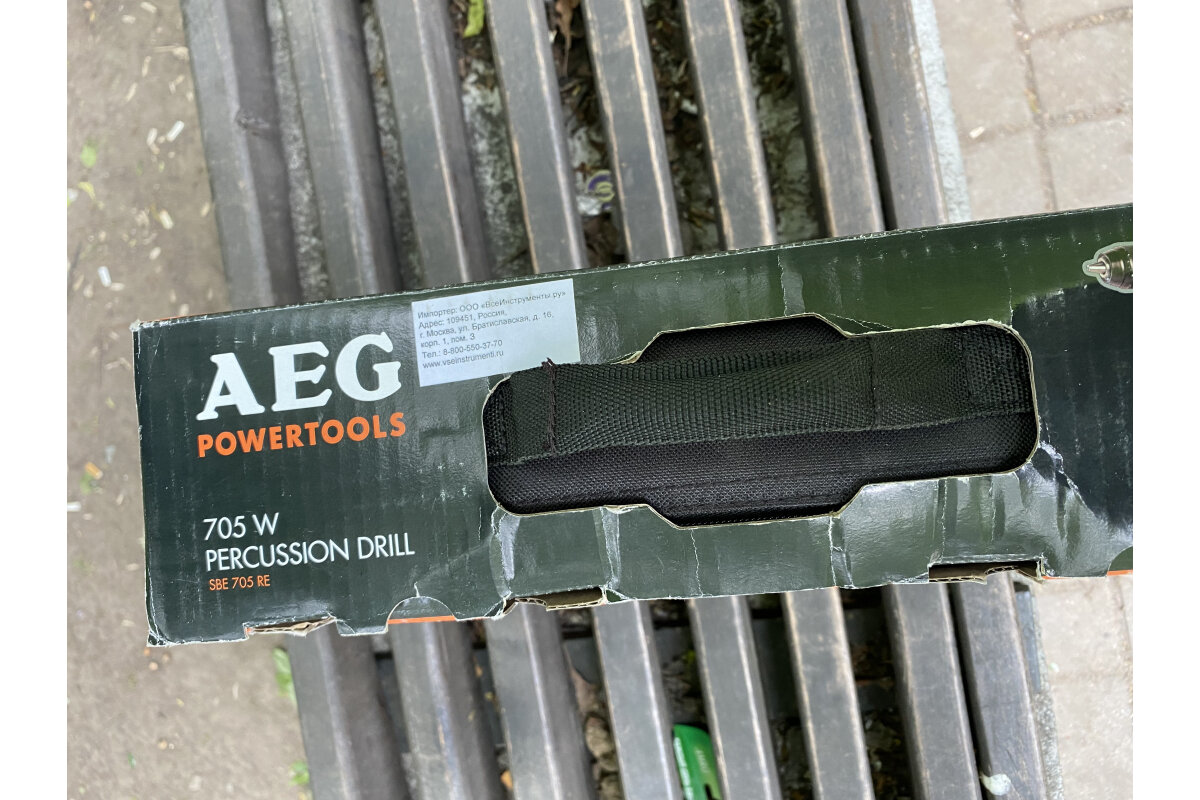 AEG
POWERTOOLS
705 W
PERCUSSION DRILL
SBE 705 RE
Импортер: ООО «ВсеИнструменты.ру»
Адрес: 109451, Россия,
г. Москва, ул. Братиславская, д. 16,
корп. 1, пом. 3
Тел.: 8-800-550-37-70
www.vseinstrumenti.ru